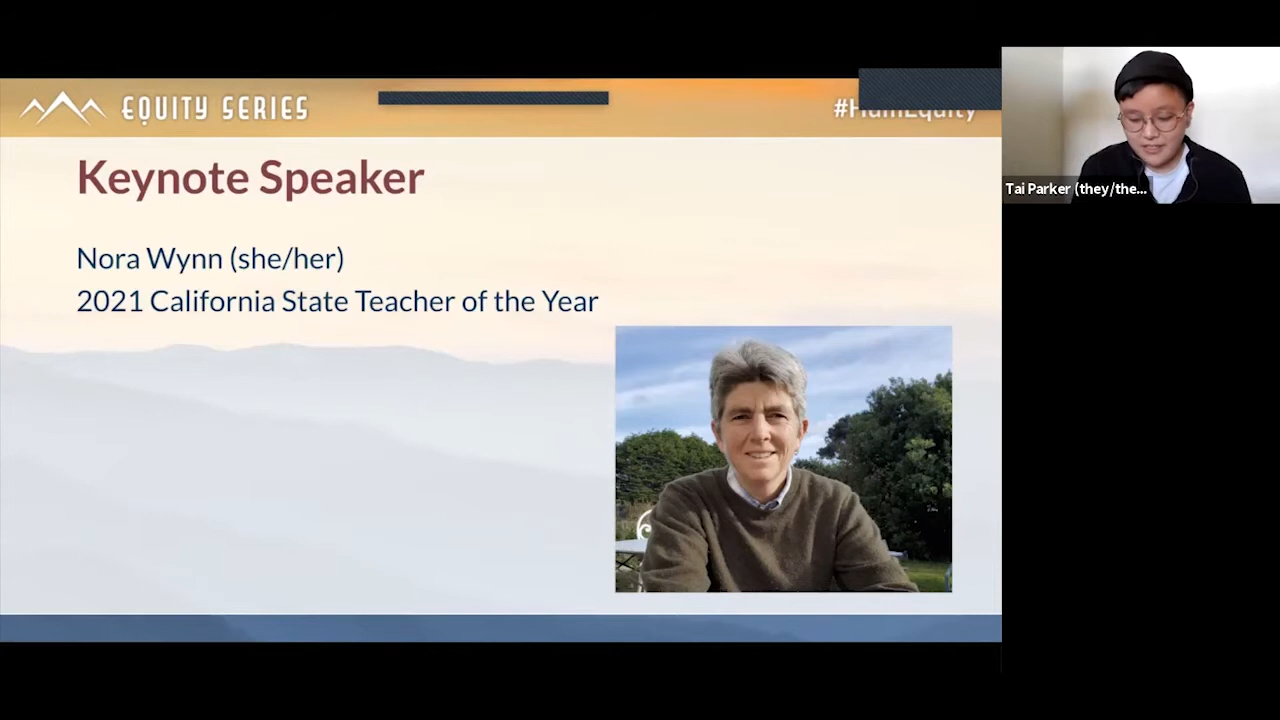 EQUITY SERIES
#HumEquity
Keynote Speaker
Nora Wynn (she/her)
2021 California State Teacher of the Year
Tai Parker (they/the...